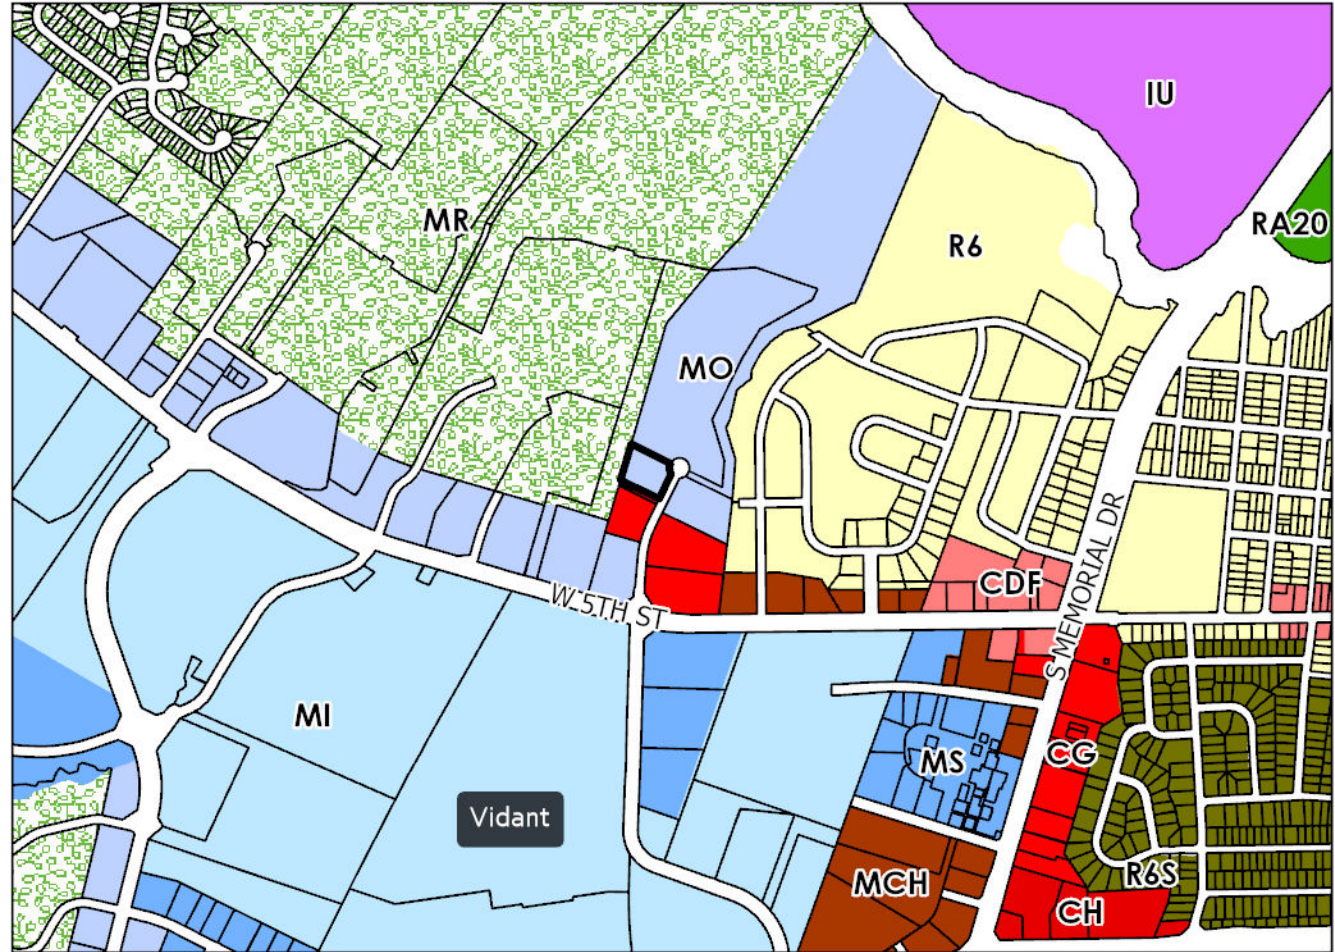 IU
MR
RA20
R6
MO
S MEMORIAL DR
CDF
W 5TH ST
MI
CG
MS
Vidant
R6S
MCH
CH